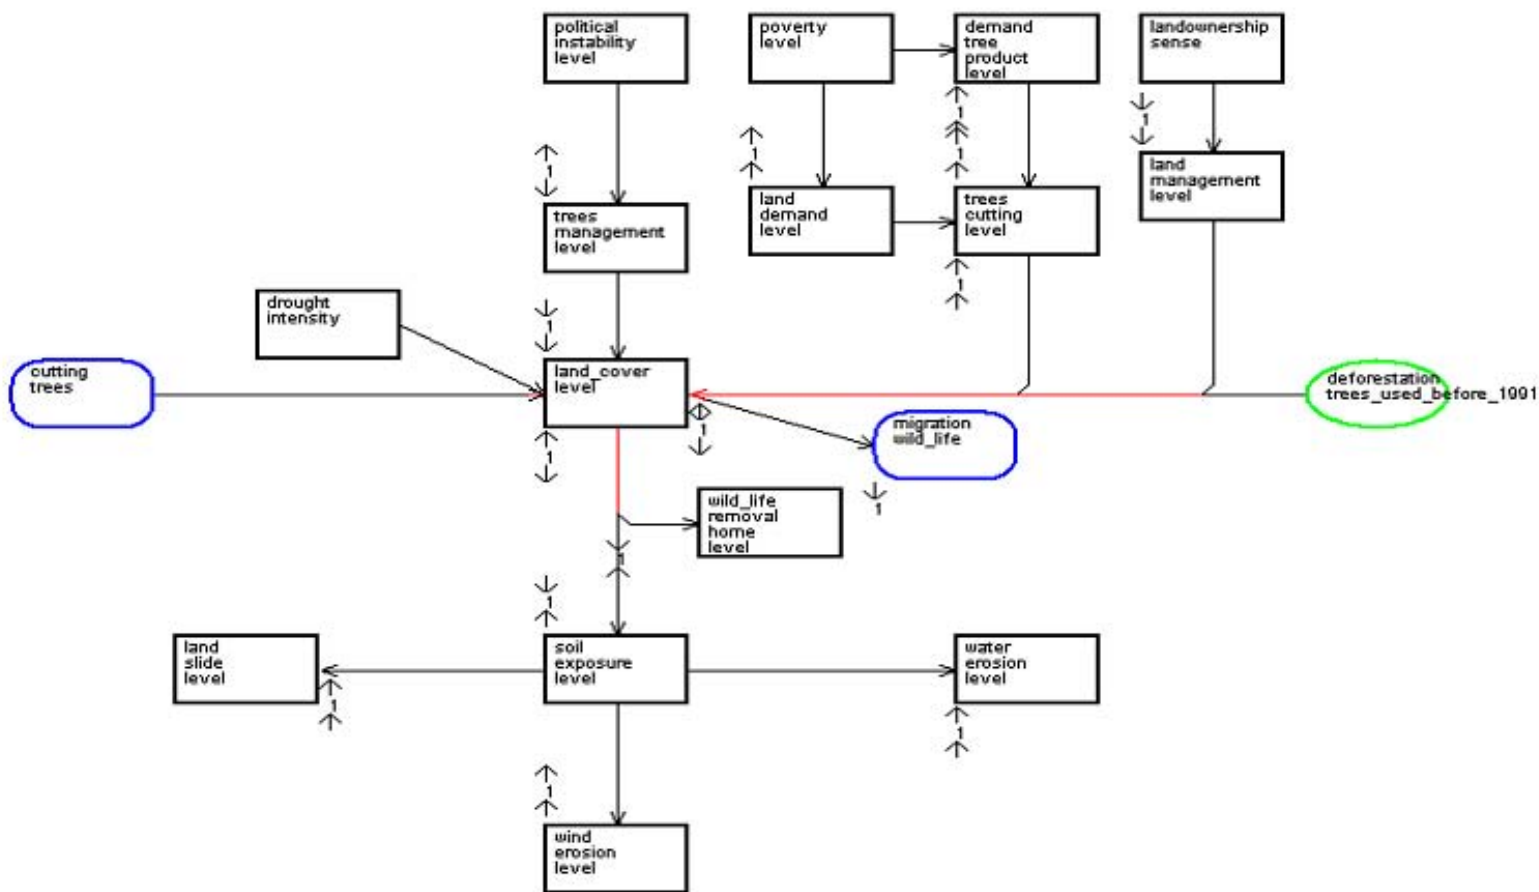 political
instability
level
poverty
level
demand
tree
product
level
landownership
sense
1
1
1
1
1
land
management
level
land
demand
level
trees
cutting
level
trees
management
level
1
drought
intensity
1
cutting
trees
land_cover
level
deforestation
trees_used_before_1991
1
1
migration
wild_life
1
wild_life
removal
home
level
1
1
land
slide
level
soil
exposure
level
water
erosion
level
1
1
1
wind
erosion
level